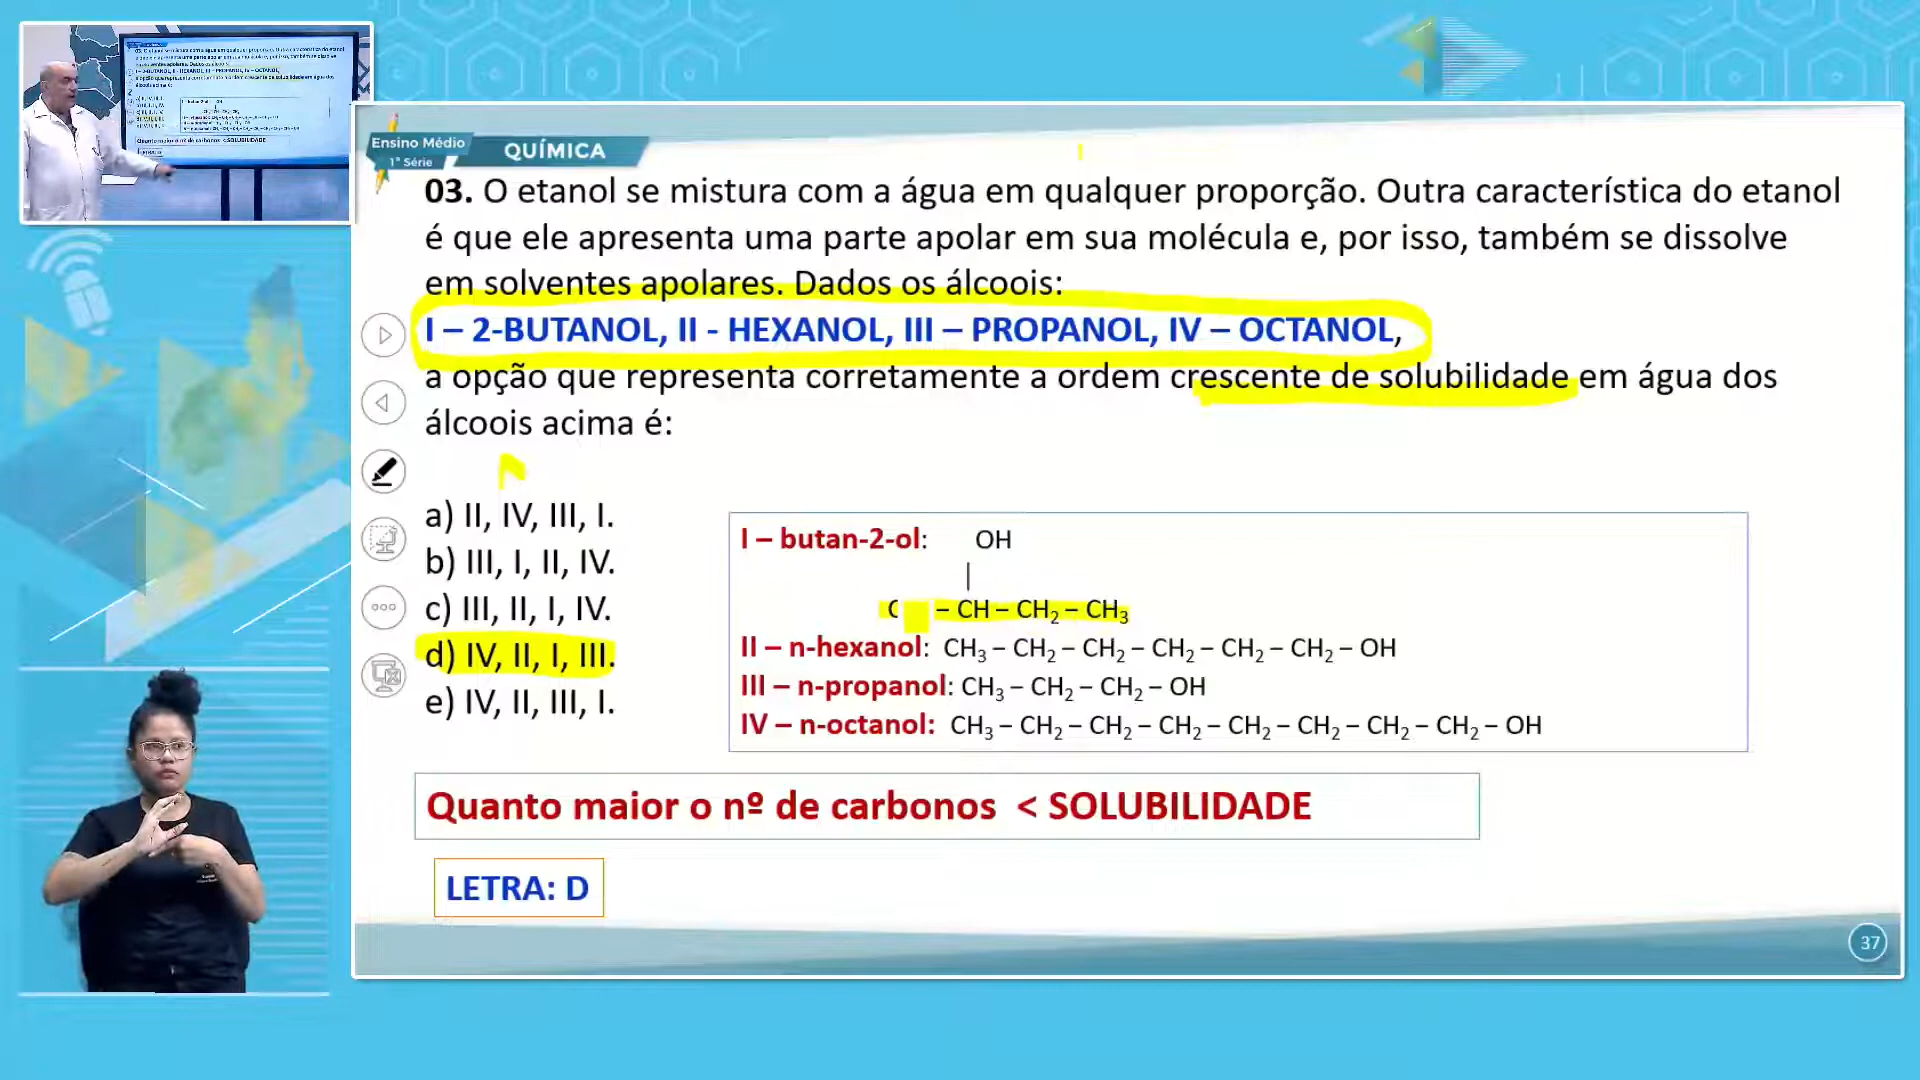 Ensino Médio
1ª Série
QUÍMICA
03. O etanol se mistura com a água em qualquer proporção. Outra característica do etanol
é que ele apresenta uma parte apolar em sua molécula e, por isso, também se dissolve
em solventes apolares. Dados os álcoois:
I – 2-BUTANOL, II - HEXANOL, III – PROPANOL, IV – OCTANOL,
a opção que representa corretamente a ordem crescente de solubilidade em água dos
álcoois acima é:
a) II, IV, III, I.
b) III, I, II, IV.
c) III, II, I, IV.
d) IV, II, I, III.
e) IV, II, III, I.
I – butan-2-ol: OH
|
– CH – CH₂ – CH₃
II – n-hexanol: CH₃ – CH₂ – CH₂ – CH₂ – CH₂ – CH₂ – OH
III – n-propanol: CH₃ – CH₂ – CH₂ – OH
IV – n-octanol: CH₃ – CH₂ – CH₂ – CH₂ – CH₂ – CH₂ – CH₂ – CH₂ – OH
Quanto maior o nº de carbonos < SOLUBILIDADE
LETRA: D
37